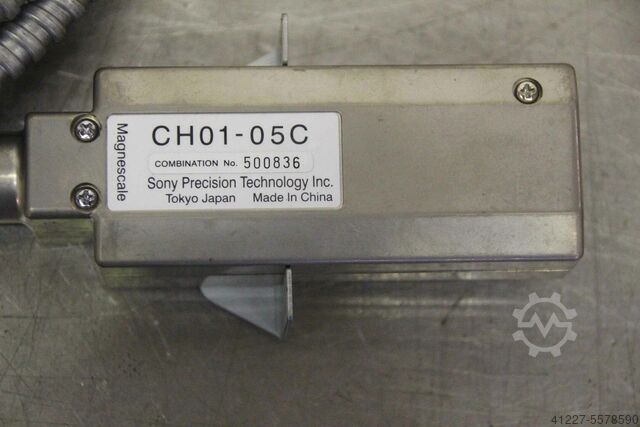 Magnescale
CH01-05C
COMBINATION No. 500836
Sony Precision Technology Inc.
Tokyo Japan Made In China
41227-5578590